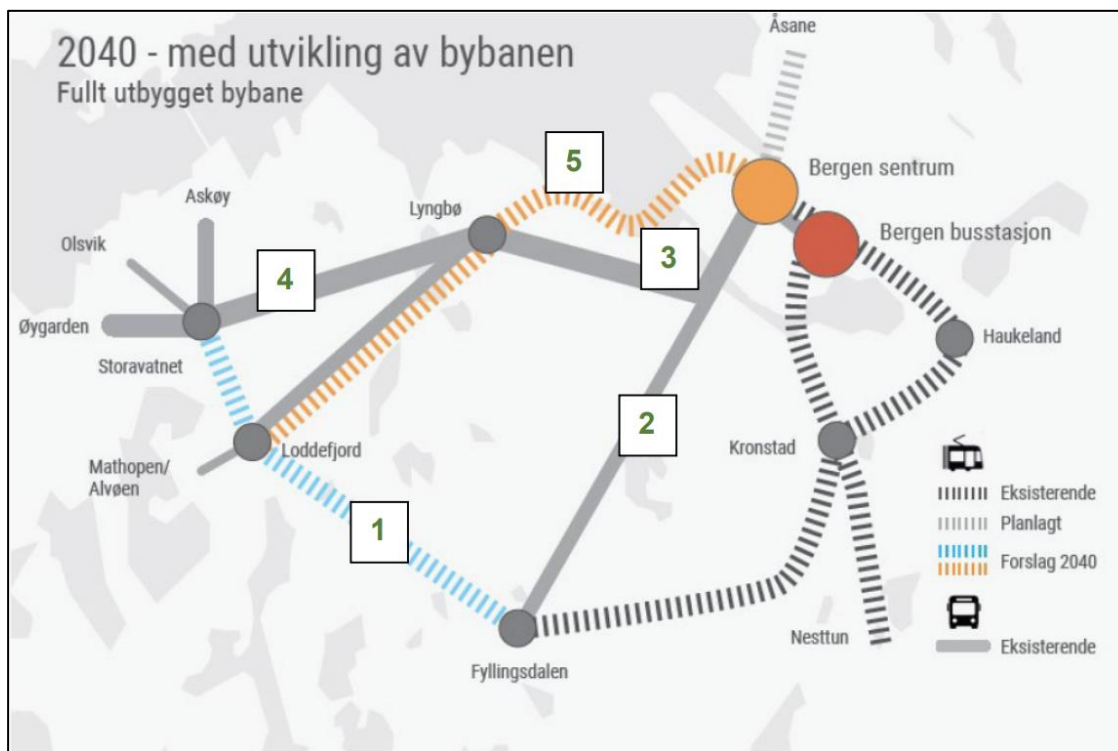 2040 - med utvikling av bybanen
Fullt utbygget bybane
Åsane
5
Bergen sentrum
Askøy
Lyngbø
Olsvik
Bergen busstasjon
3
4
Øygarden
Haukeland
Storavatnet
2
Loddefjord
Kronstad
Mathopen/
Alvøen
Eksisterende
1
Planlagt
Forslag 2040
Nesttun
Eksisterende
Fyllingsdalen